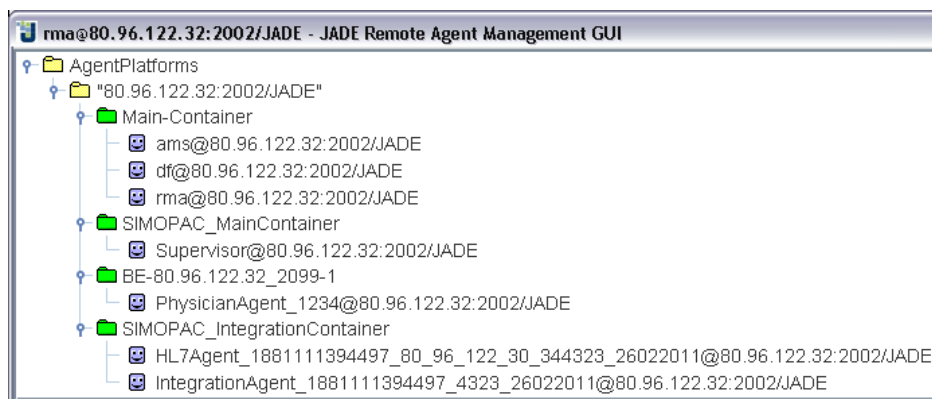 rma@80.96.122.32:2002/JADE - JADE Remote Agent Management GUI
AgentPlatforms
"80.96.122.32:2002/JADE"
Main-Container
ams@80.96.122.32:2002/JADE
df@80.96.122.32:2002/JADE
rma@80.96.122.32:2002/JADE
SIMOPAC_MainContainer
Supervisor@80.96.122.32:2002/JADE
BE-80.96.122.32_2099-1
PhysicianAgent_1234@80.96.122.32:2002/JADE
SIMOPAC_IntegrationContainer
HL7Agent_1881111394497_80_96_122_30_344323_26022011@80.96.122.32:2002/JADE
IntegrationAgent_1881111394497_4323_26022011@80.96.122.32:2002/JADE